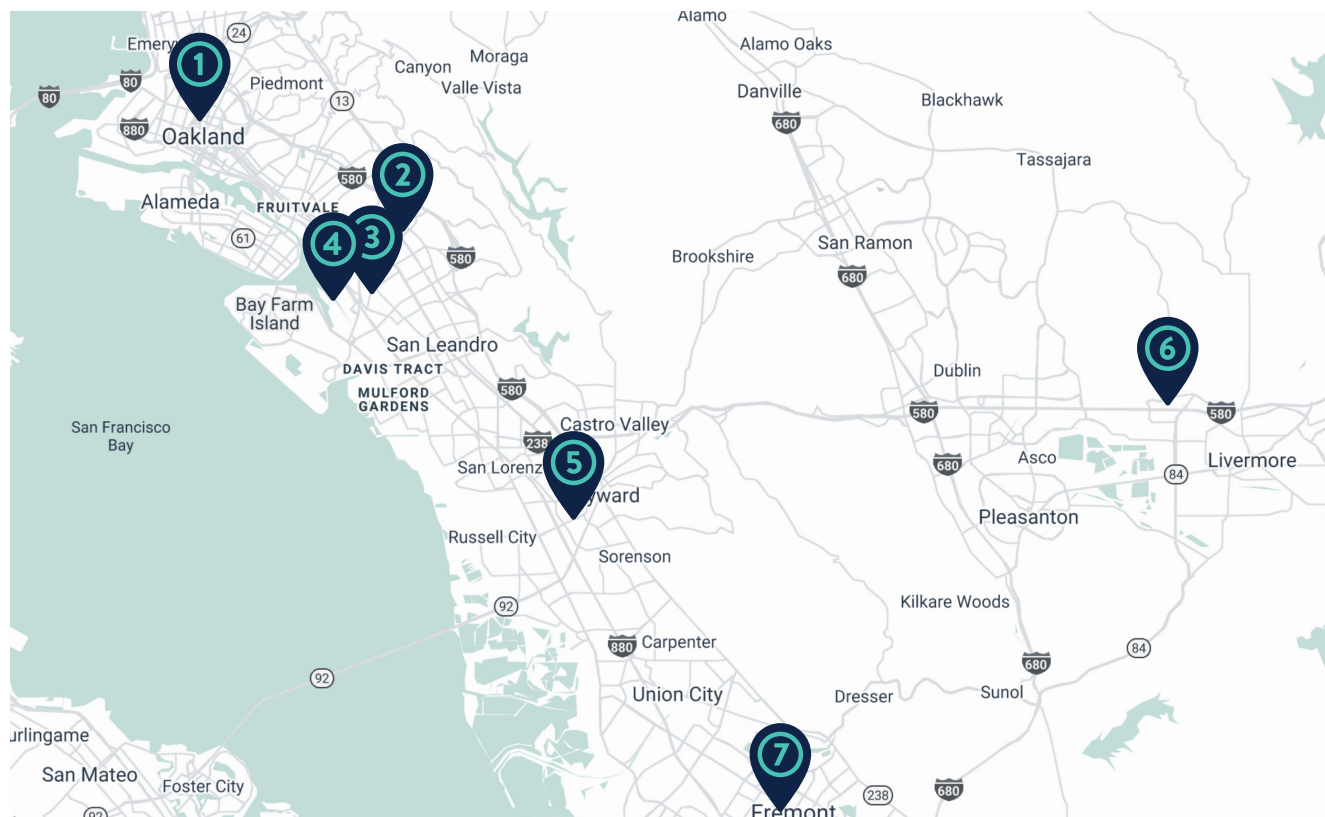 Alamo
24
Emery
1
Alamo Oaks
Moraga
Canyon
80
Piedmont
Valle Vista
Danville
80
13
Blackhawk
680
880
Oakland
Tassajara
580
2
Alameda
FRUITVALE
61
4
3
San Ramon
580
Brookshire
680
Bay Farm
Island
San Leandro
6
DAVIS TRACT
Dublin
580
MULFORD
GARDENS
580
580
San Francisco
Bay
Castro Valley
238
Asco
Livermore
San Lorenz
5
680
84
yward
Pleasanton
Russell City
Sorenson
92
Kilkare Woods
880
Carpenter
84
680
92
Union City
Dresser
Sunol
urlingame
7
San Mateo
Foster City
238
680
Fremont
92